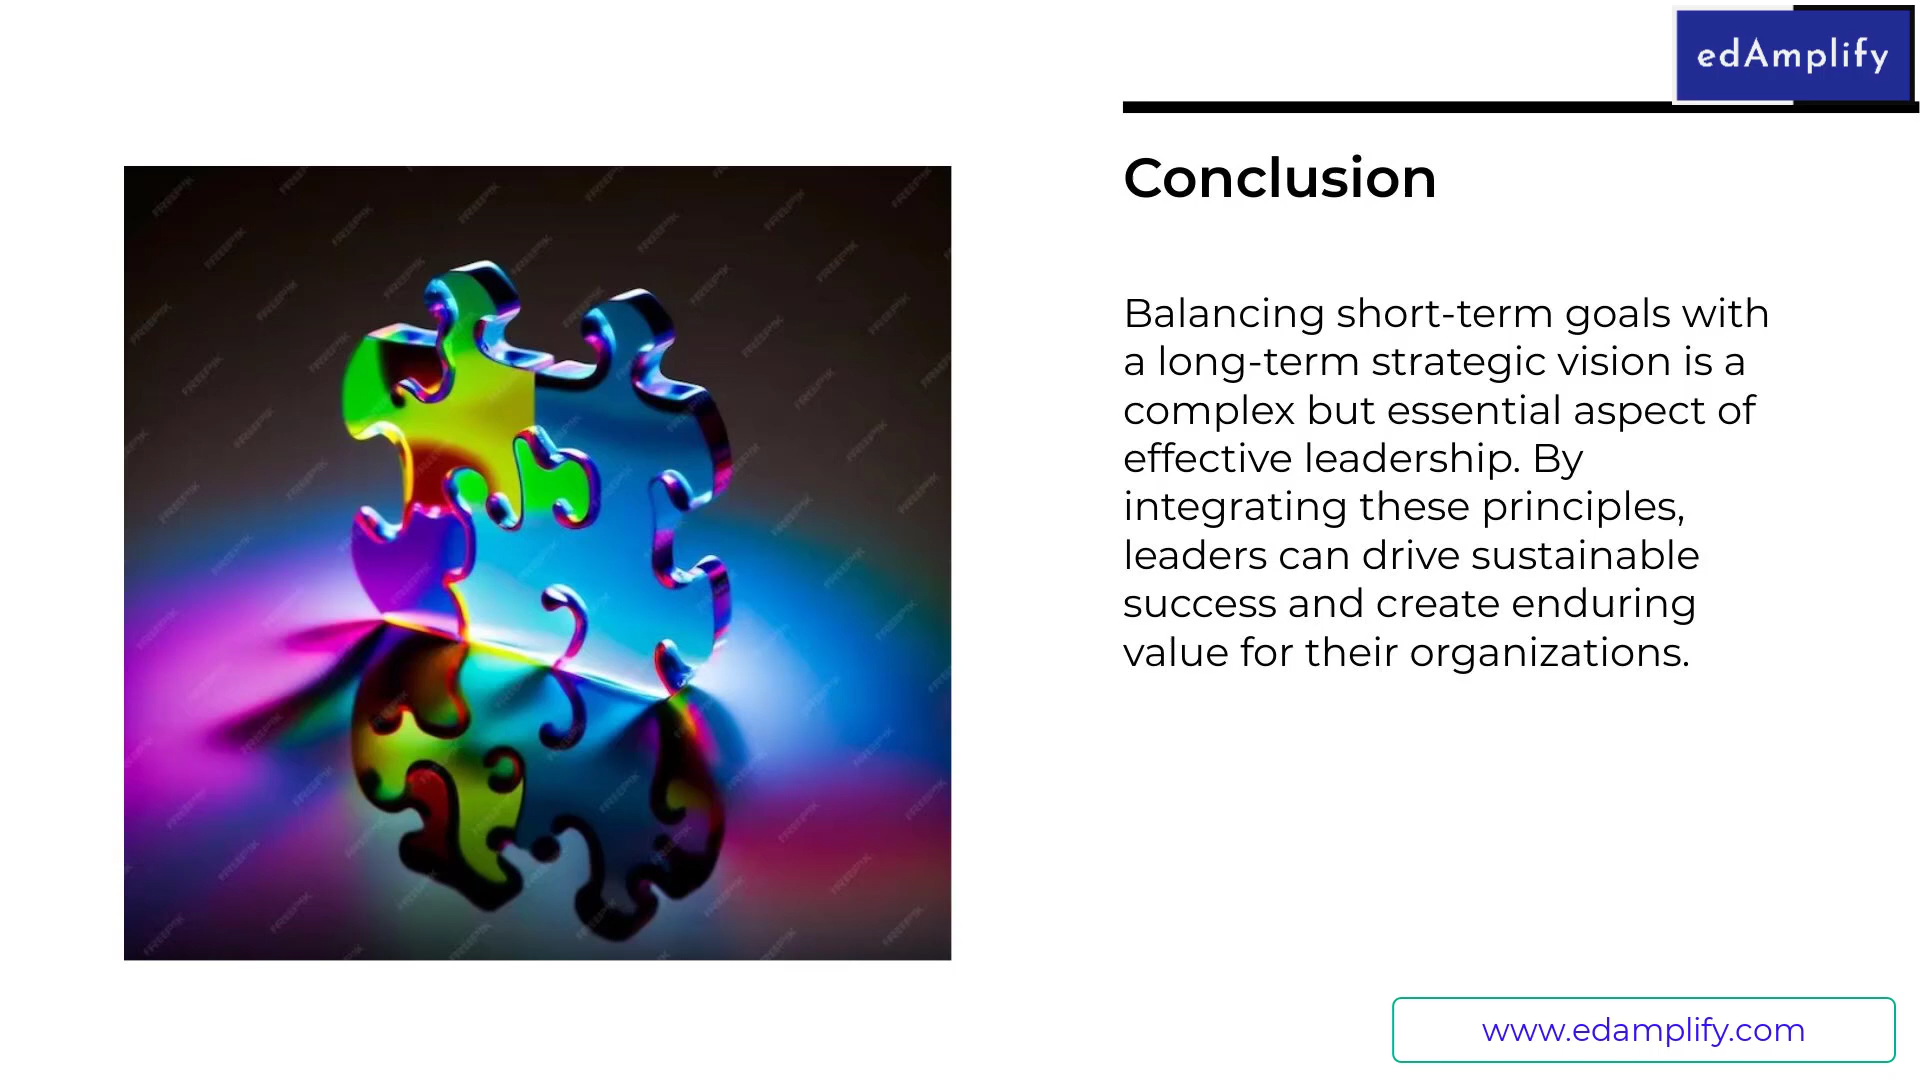 edAmplify
Conclusion
Balancing short-term goals with
a long-term strategic vision is a
complex but essential aspect of
effective leadership. By
integrating these principles,
leaders can drive sustainable
success and create enduring
value for their organizations.
www.edamplify.com
FREEPIK